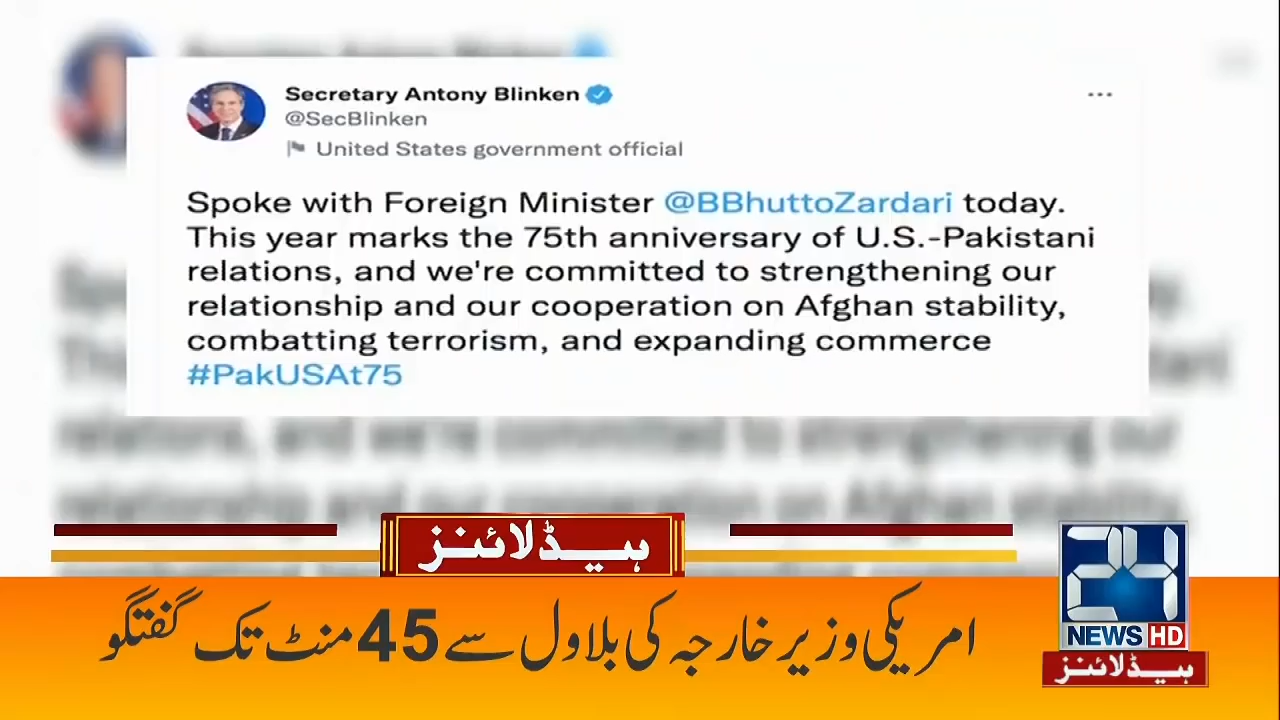 Secretary Antony Blinken
@SecBlinken
United States government official
Spoke with Foreign Minister @BBhuttoZardari today.
This year marks the 75th anniversary of U.S.-Pakistani
relations, and we're committed to strengthening our
relationship and our cooperation on Afghan stability,
combatting terrorism, and expanding commerce
#PakUSAt75
ہیڈلائنز
امریکی وزیر خارجہ کی بلاول سے 45 منٹ تک گفتگو
24
NEWS HD
ہیڈلائنز